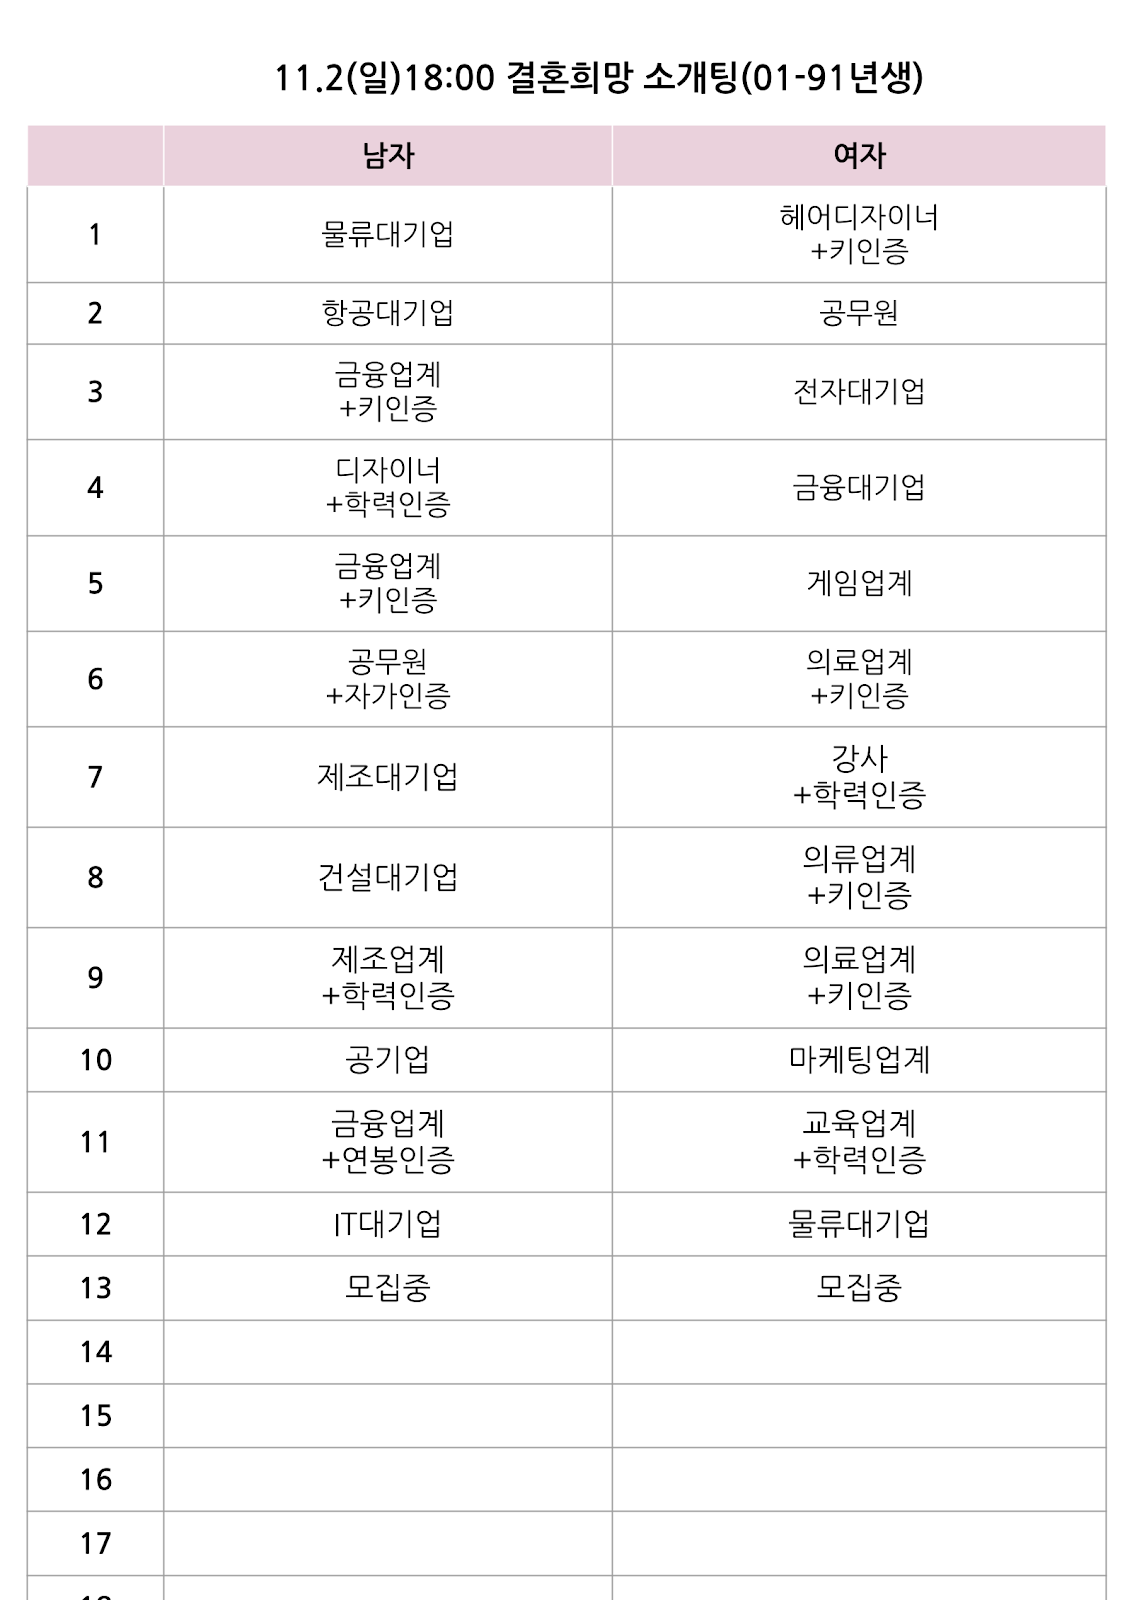 11.2(일)18:00 결혼희망 소개팅(01-91년생)
남자 여자
1 물류대기업 헤어디자이너
+키인증
2 항공대기업 공무원
3 금융업계
+키인증 전자대기업
4 디자이너
+학력인증 금융대기업
5 금융업계
+키인증 게임업계
6 공무원
+자가인증 의료업계
+키인증
7 제조대기업 강사
+학력인증
8 건설대기업 의류업계
+키인증
9 제조업계
+학력인증 의료업계
+키인증
10 공기업 마케팅업계
11 금융업계
+연봉인증 교육업계
+학력인증
12 IT대기업 물류대기업
13 모집중 모집중
14
15
16
17